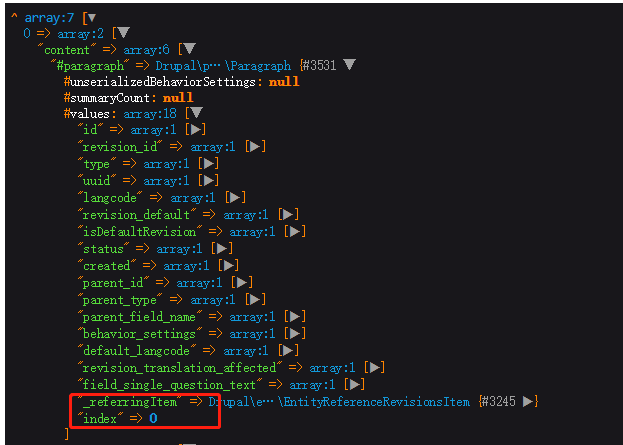 ^ array:7 [▼
0 => array:2 [▼
"content" => array:6 [▼
"#paragraph" => Drupal\p…\Paragraph {#3531 ▼
#unserializedBehaviorSettings: null
#summaryCount: null
#values: array:18 [▼
"id" => array:1 [▶]
"revision_id" => array:1 [▶]
"type" => array:1 [▶]
"uuid" => array:1 [▶]
"langcode" => array:1 [▶]
"revision_default" => array:1 [▶]
"isDefaultRevision" => array:1 [▶]
"status" => array:1 [▶]
"created" => array:1 [▶]
"parent_id" => array:1 [▶]
"parent_type" => array:1 [▶]
"parent_field_name" => array:1 [▶]
"behavior_settings" => array:1 [▶]
"default_langcode" => array:1 [▶]
"revision_translation_affected" => array:1 [▶]
"field_single_question_text" => array:1 [▶]
"_referringItem" => Drupal\e…\EntityReferenceRevisionsItem {#3245 ▶}
"index" => 0
]